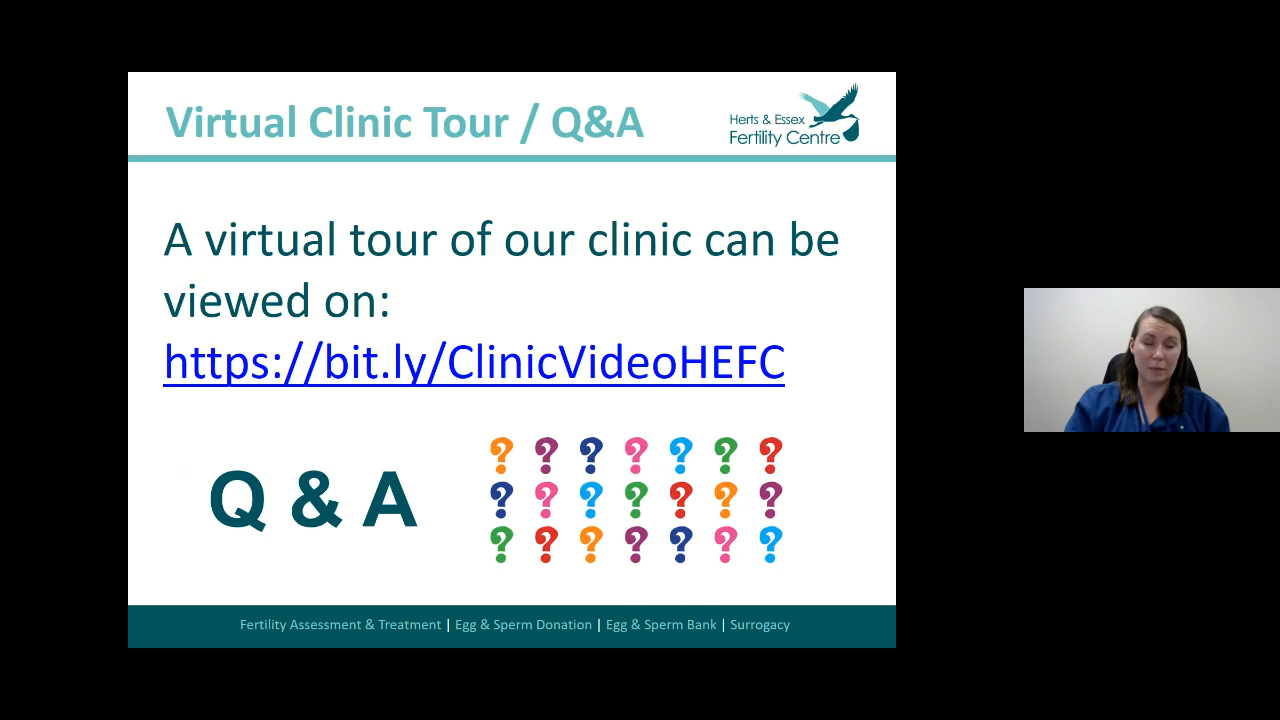 Virtual Clinic Tour / Q&A
Herts & Essex
Fertility Centre
A virtual tour of our clinic can be
viewed on:
https://bit.ly/ClinicVideoHEFC
Q & A
? ? ? ? ? ? ?
? ? ? ? ? ? ?
? ? ? ? ? ? ?
Fertility Assessment & Treatment | Egg & Sperm Donation | Egg & Sperm Bank | Surrogacy